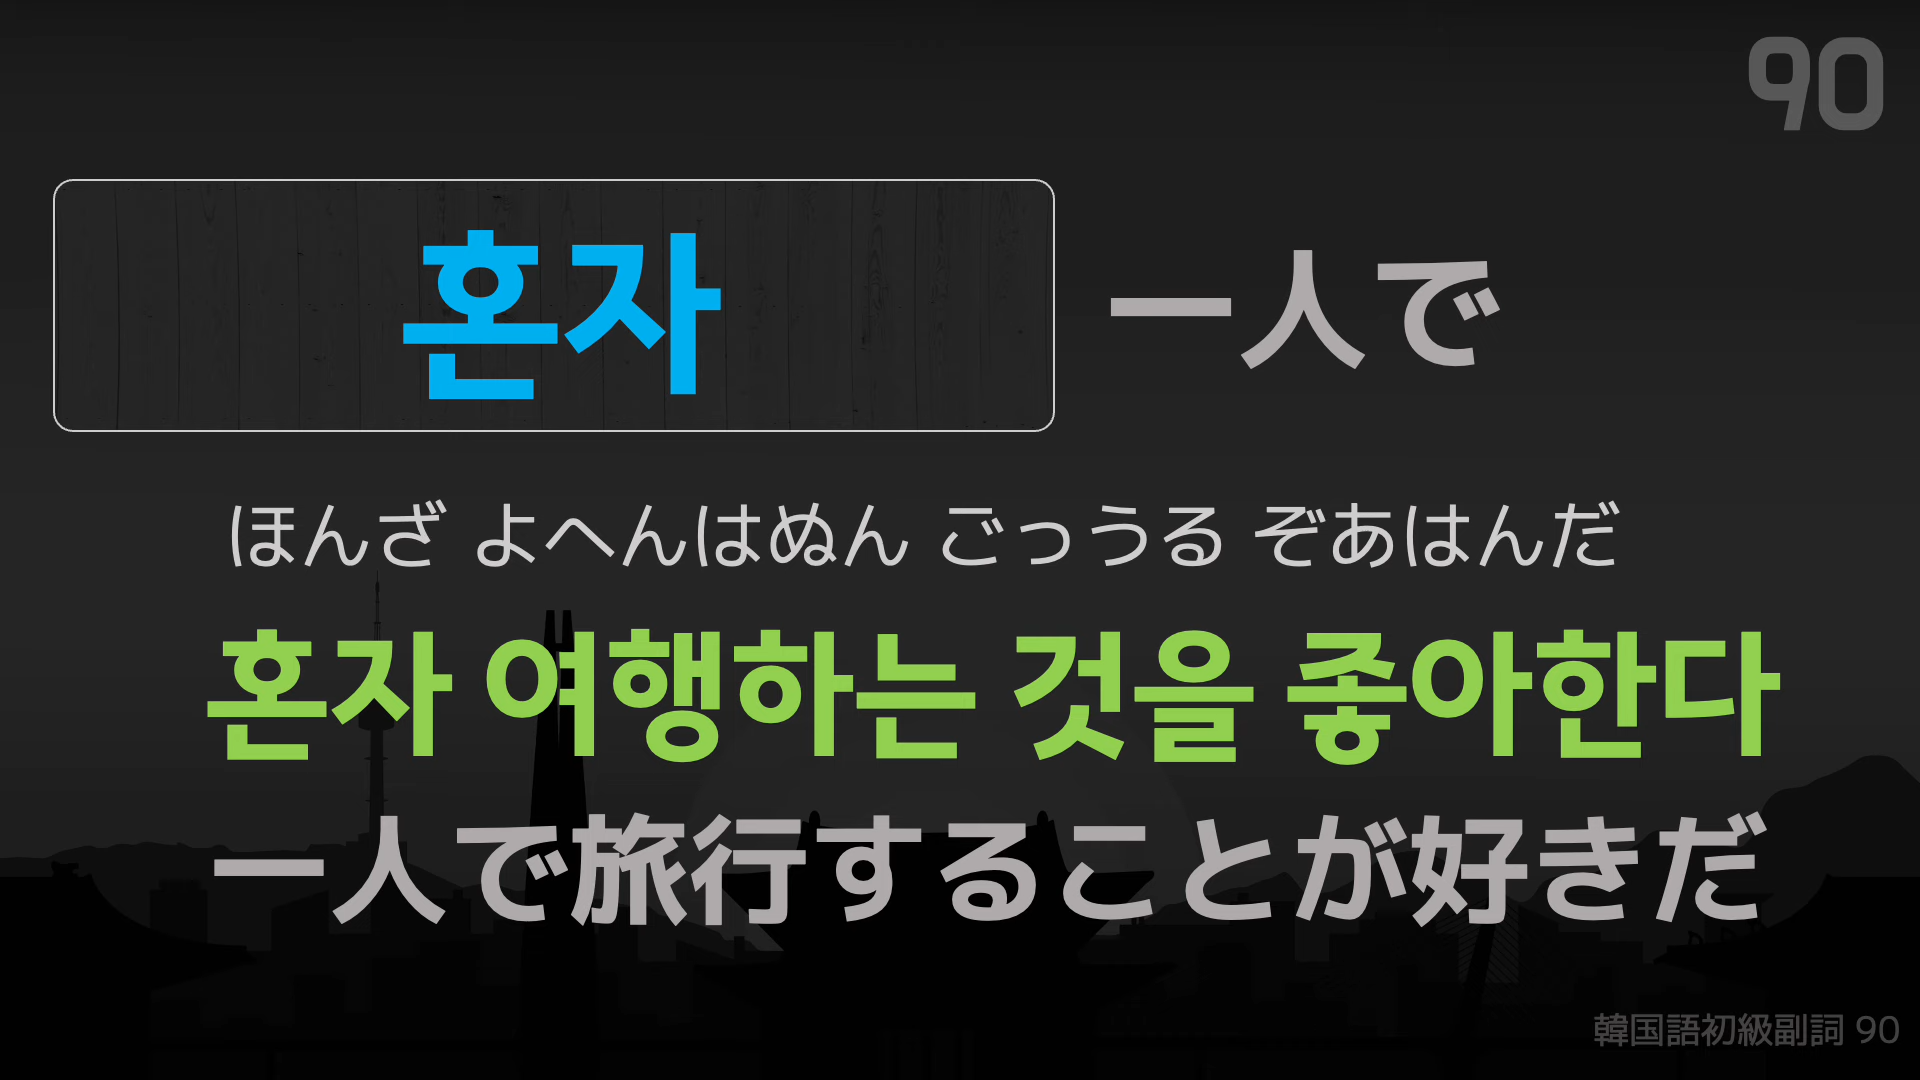 90
혼자
一人で
ほんざ よへんはぬん ごっうる ぞあはんだ
혼자 여행하는 것을 좋아한다
一人で旅行することが好きだ
韓国語初級副詞 90